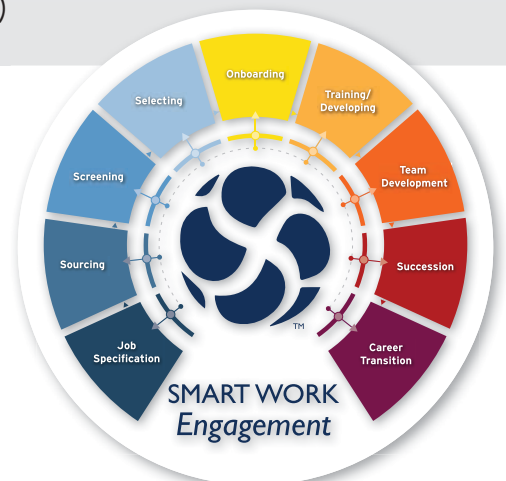 Onboarding
Selecting
Training/
Developing
Screening
Team
Development
Sourcing
Succession
Job
Specification
Career
Transition
TM
SMART WORK
Engagement